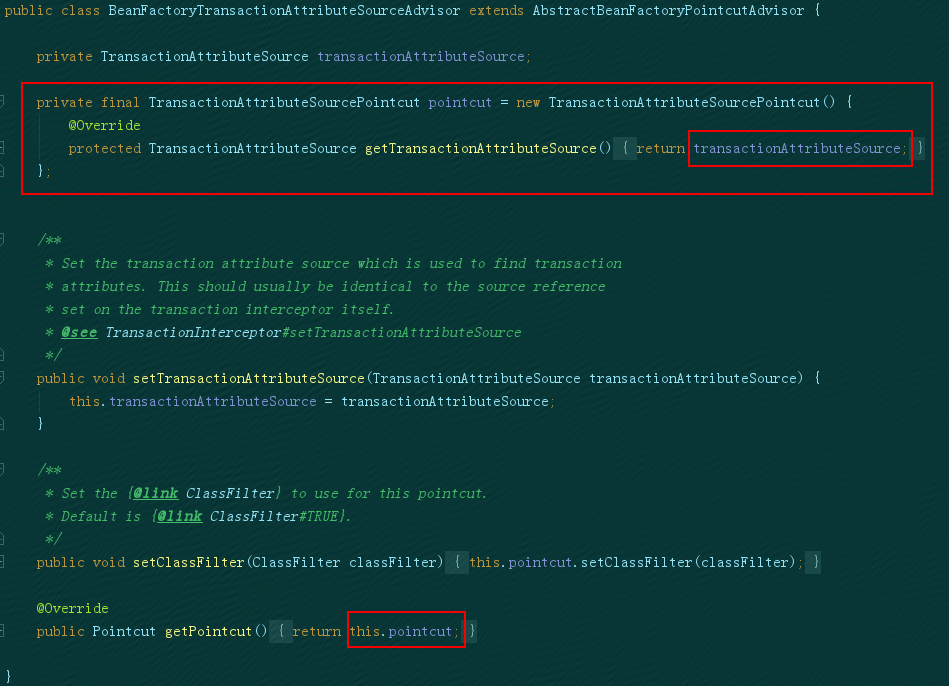 public class BeanFactoryTransactionAttributeSourceAdvisor extends AbstractBeanFactoryPointcutAdvisor {
private TransactionAttributeSource transactionAttributeSource;
private final TransactionAttributeSourcePointcut pointcut = new TransactionAttributeSourcePointcut() {
@Override
protected TransactionAttributeSource getTransactionAttributeSource() { return transactionAttributeSource; }
};
/**
* Set the transaction attribute source which is used to find transaction
* attributes. This should usually be identical to the source reference
* set on the transaction interceptor itself.
* @see TransactionInterceptor#setTransactionAttributeSource
*/
public void setTransactionAttributeSource(TransactionAttributeSource transactionAttributeSource) {
this.transactionAttributeSource = transactionAttributeSource;
}
/**
* Set the {@link ClassFilter} to use for this pointcut.
* Default is {@link ClassFilter#TRUE}.
*/
public void setClassFilter(ClassFilter classFilter) { this.pointcut.setClassFilter(classFilter); }
@Override
public Pointcut getPointcut() { return this.pointcut; }
}